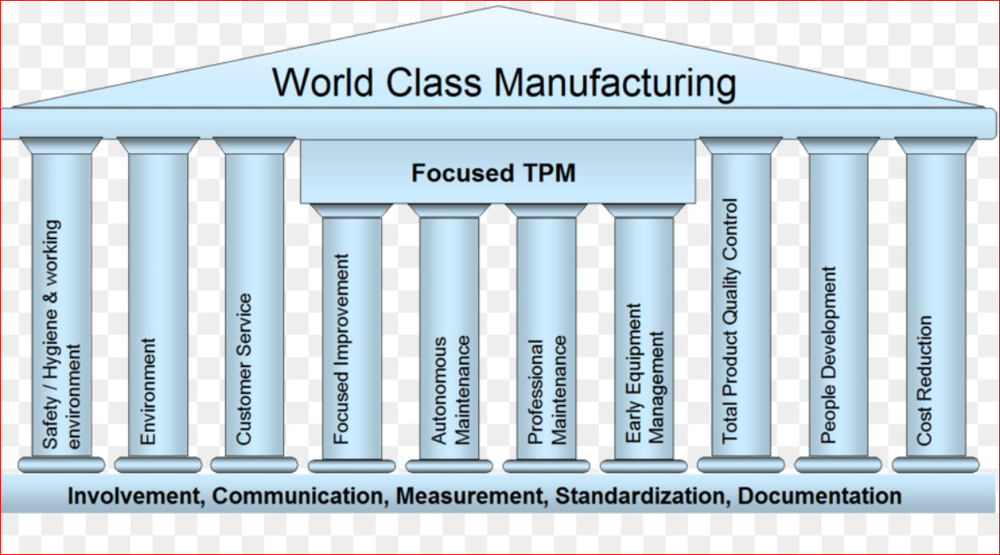 World Class Manufacturing
Focused TPM
Safety / Hygiene & working
environment
Environment
Customer Service
Focused Improvement
Autonomous
Maintenance
Professional
Maintenance
Early Equipment
Management
Total Product Quality Control
People Development
Cost Reduction
Involvement, Communication, Measurement, Standardization, Documentation